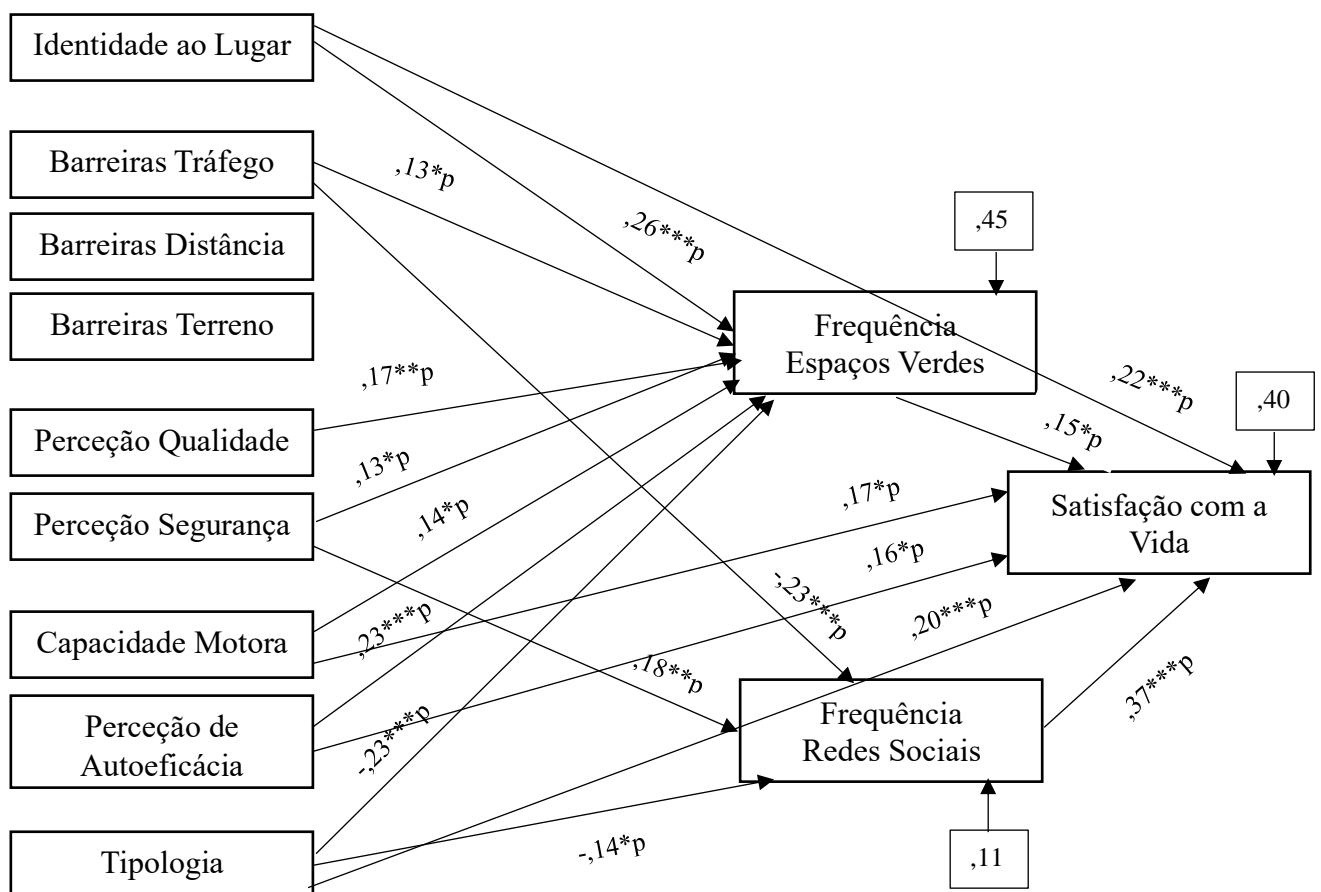 Identidade ao Lugar
Barreiras Tráfego
,13*p
,26***p
,45
Barreiras Distância
Barreiras Terreno
Frequência
Espaços Verdes
,17**p
,22***p
,40
,15*p
Perceção Qualidade
,13*p
,14*p
,17*p
Perceção Segurança
Satisfação com a
Vida
,16*p
-,23***p
,20***p
Capacidade Motora
,23***p
,18**p
,37***p
Perceção de
Autoeficácia
-,23***p
Frequência
Redes Sociais
Tipologia
-,14*p
,11